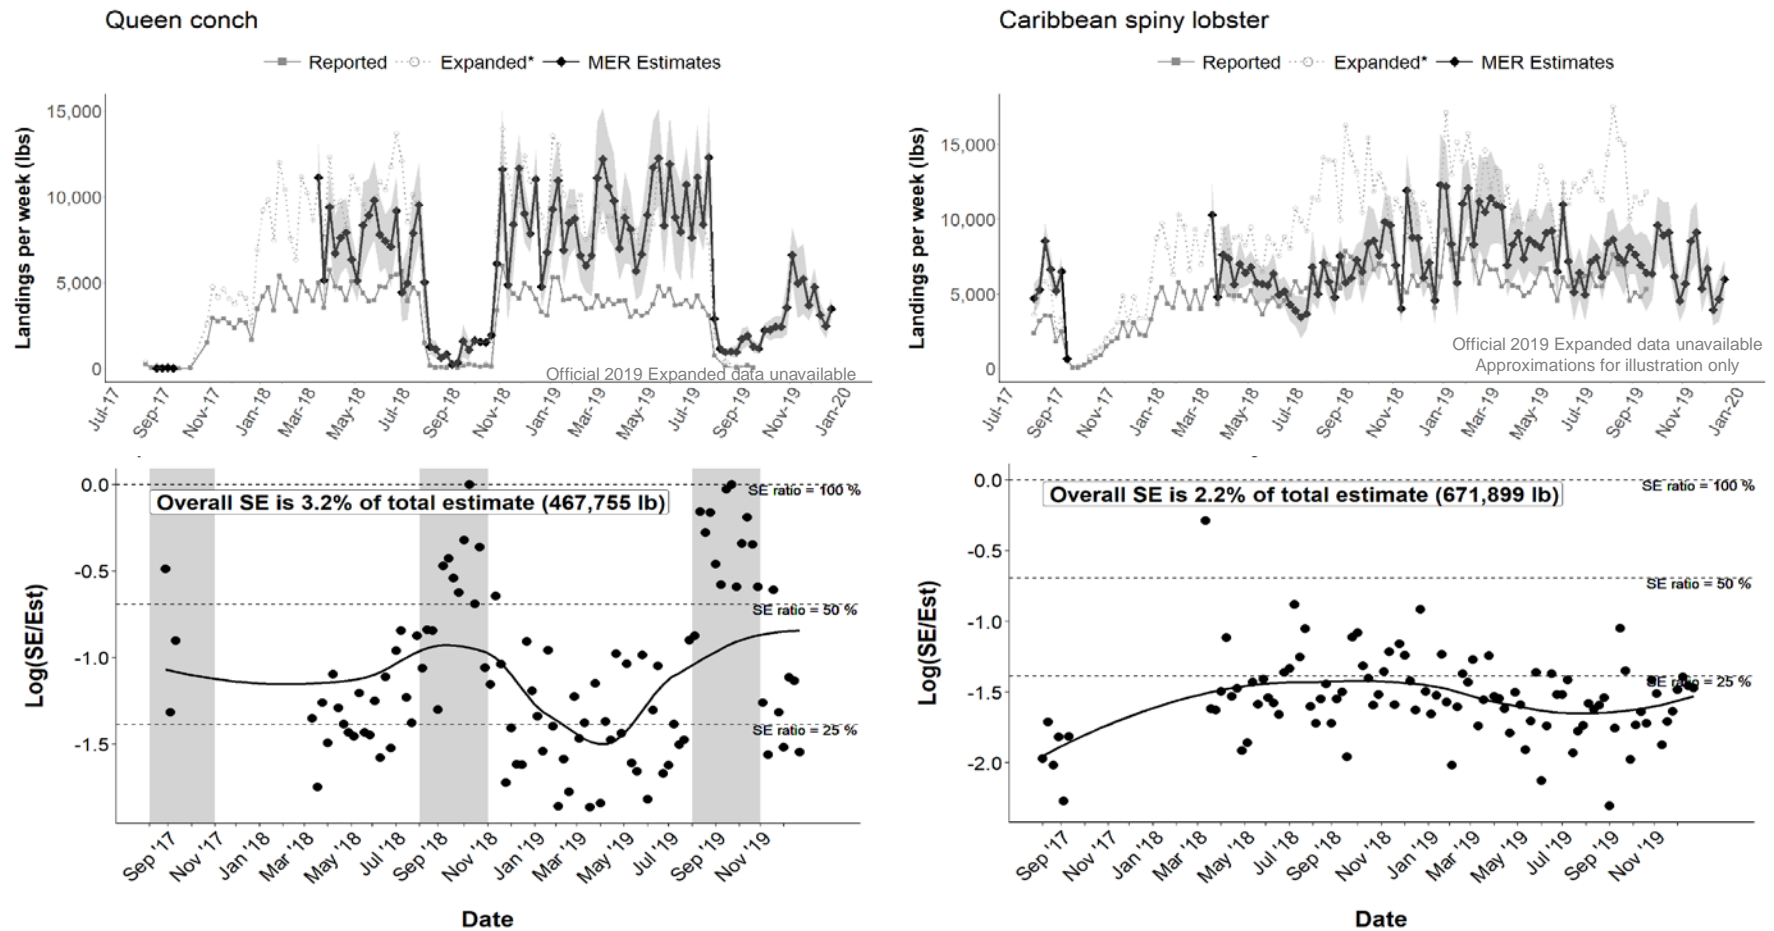 Queen conch
Reported Expanded* MER Estimates
Landings per week (lbs)
15,000
10,000
5,000
0
Official 2019 Expanded data unavailable
Jul-17 Sep-17 Nov-17 Jan-18 Mar-18 May-18 Jul-18 Sep-18 Nov-18 Jan-19 Mar-19 May-19 Jul-19 Sep-19 Nov-19 Jan-20
Caribbean spiny lobster
Reported Expanded* MER Estimates
Landings per week (lbs)
15,000
10,000
5,000
0
Official 2019 Expanded data unavailable
Approximations for illustration only
Jul-17 Sep-17 Nov-17 Jan-18 Mar-18 May-18 Jul-18 Sep-18 Nov-18 Jan-19 Mar-19 May-19 Jul-19 Sep-19 Nov-19 Jan-20
Log(SE/Est)
0.0
-0.5
-1.0
-1.5
Overall SE is 3.2% of total estimate (467,755 lb)
SE ratio = 100 %
SE ratio = 50 %
SE ratio = 25 %
Sep '17 Nov '17 Jan '18 Mar '18 May '18 Jul '18 Sep '18 Nov '18 Jan '19 Mar '19 May '19 Jul '19 Sep '19 Nov '19
Date
Log(SE/Est)
0.0
-0.5
-1.0
-1.5
-2.0
Overall SE is 2.2% of total estimate (671,899 lb)
SE ratio = 100 %
SE ratio = 50 %
SE ratio = 25 %
Sep '17 Nov '17 Jan '18 Mar '18 May '18 Jul '18 Sep '18 Nov '18 Jan '19 Mar '19 May '19 Jul '19 Sep '19 Nov '19
Date